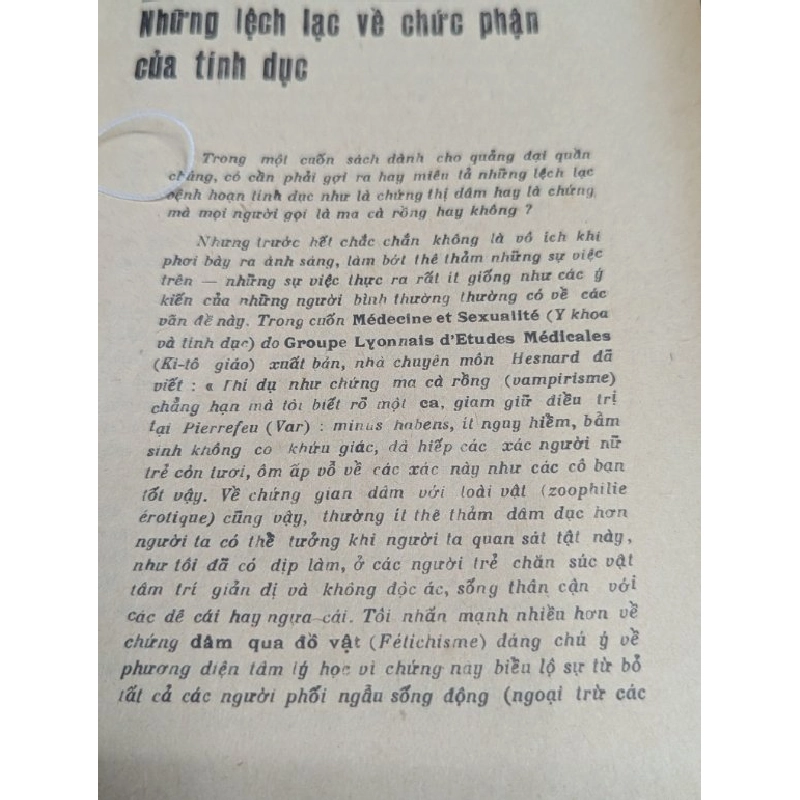 Những lệch lạc về chức phận
của tính dục
Trong một cuốn sách dành cho quảng đại quần
chúng, có cần phải gợi ra hay miêu tả những lệch lạc
bệnh hoạn tính dục như là chứng thị dâm hay là chứng
mà mọi người gọi là ma cà rồng hay không ?
Nhưng trước hết chắc chắn không là vô ích khi
phơi bày ra ánh sáng, làm bớt thê thảm những sự việc
trên — những sự việc thực ra rất ít giống như các ý
kiến của những người bình thường thường có về các
vấn đề này. Trong cuốn Médecine et Sexualité (Y khoa
và tính dục) do Groupe Lyonnais d'Etudes Médicales
(Ki-tô giáo) xuất bản, nhà chuyên môn Hesnard đã
viết : « Thí dụ như chứng ma cà rồng (vampirisme)
chẳng hạn mà tôi biết rõ một ca, giam giữ điều trị
tại Pierrefeu (Var) : minus habens, ít nguy hiểm, bẩm
sinh không có khứu giác, đã hiếp các xác người nữ
trẻ còn tươi, ôm ấp vỗ về các xác này như các cô bạn
tốt vậy. Về chứng gian dâm với loài vật (zoophilie
érotique) cũng vậy, thường ít thê thảm dâm dục hơn
người ta có thể tưởng khi người ta quan sát tật này,
như tôi đã có dịp làm, ở các người trẻ chăn súc vật
tâm trí giản dị và không độc ác, sống thân cận với
các dê cái hay ngựa-cái. Tôi nhấn mạnh nhiều hơn về
chứng dâm qua đồ vật (Fétichisme) đáng chú ý về
phương diện tâm lý học vì chứng này biểu lộ sự từ bỏ
tất cả các người phối ngẫu sống động (ngoại trừ các